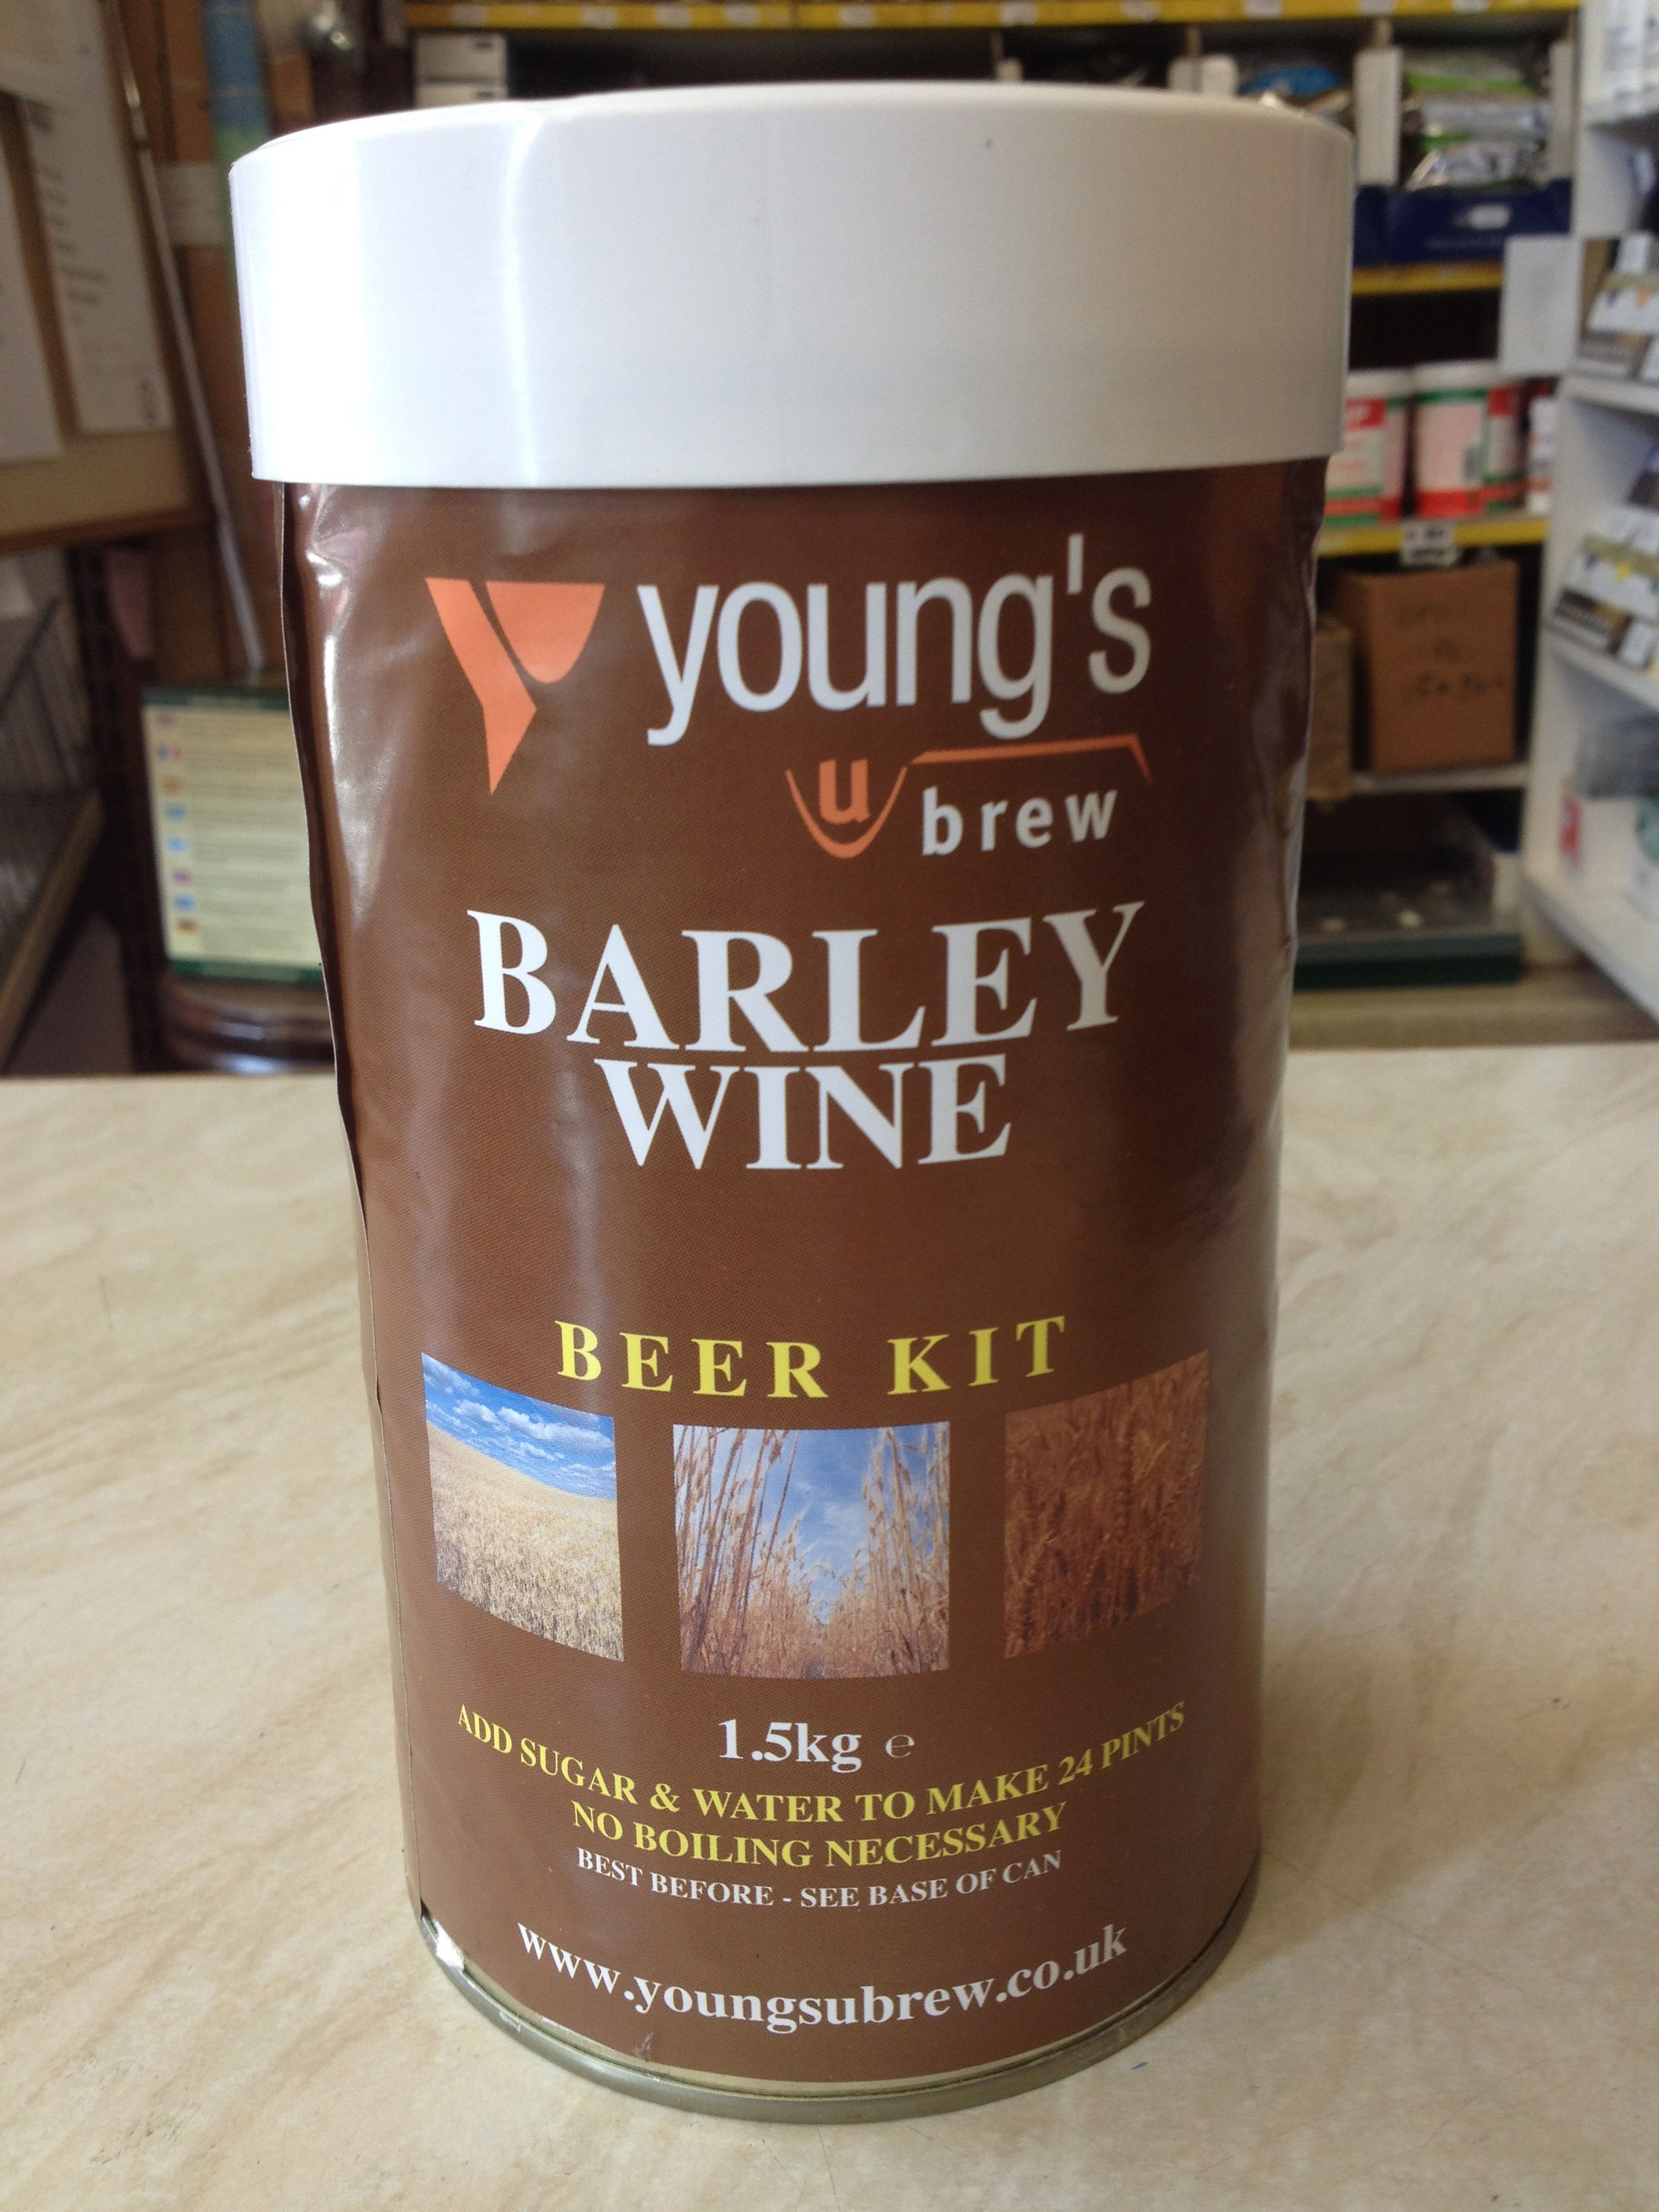 young's
u brew
BARLEY
WINE
BEER KIT
1.5kg ℮
ADD SUGAR & WATER TO MAKE 24 PINTS
NO BOILING NECESSARY
BEST BEFORE - SEE BASE OF CAN
www.youngsubrew.co.uk